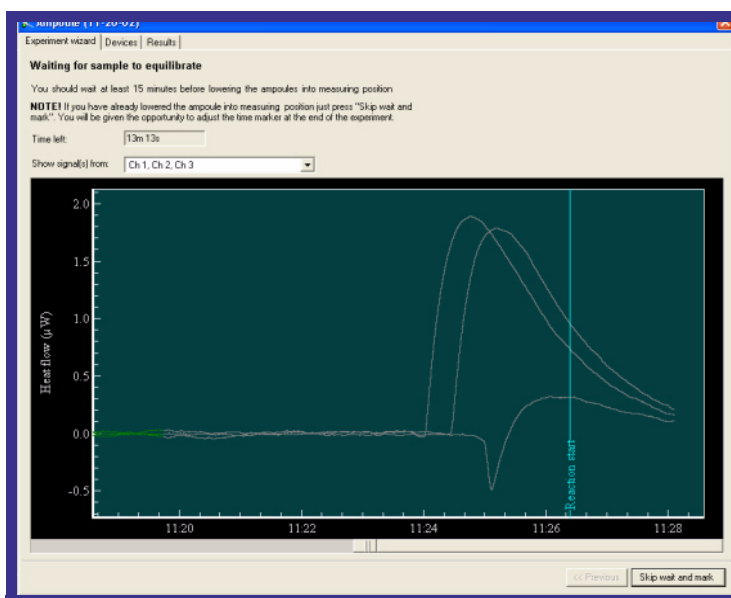 Ampoule (11-20-02)
Experiment wizard Devices Results
Waiting for sample to equilibrate
You should wait at least 15 minutes before lowering the ampoules into measuring position
NOTE! If you have already lowered the ampoule into measuring position just press "Skip wait and
mark". You will be given the opportunity to adjust the time marker at the end of the experiment.
Time left: 13m 13s
Show signal(s) from: Ch 1, Ch 2, Ch 3
2.0
1.5
1.0
0.5
0.0
-0.5
Heat flow (µW)
Reaction start
11:20 11:22 11:24 11:26 11:28
<< Previous Skip wait and mark